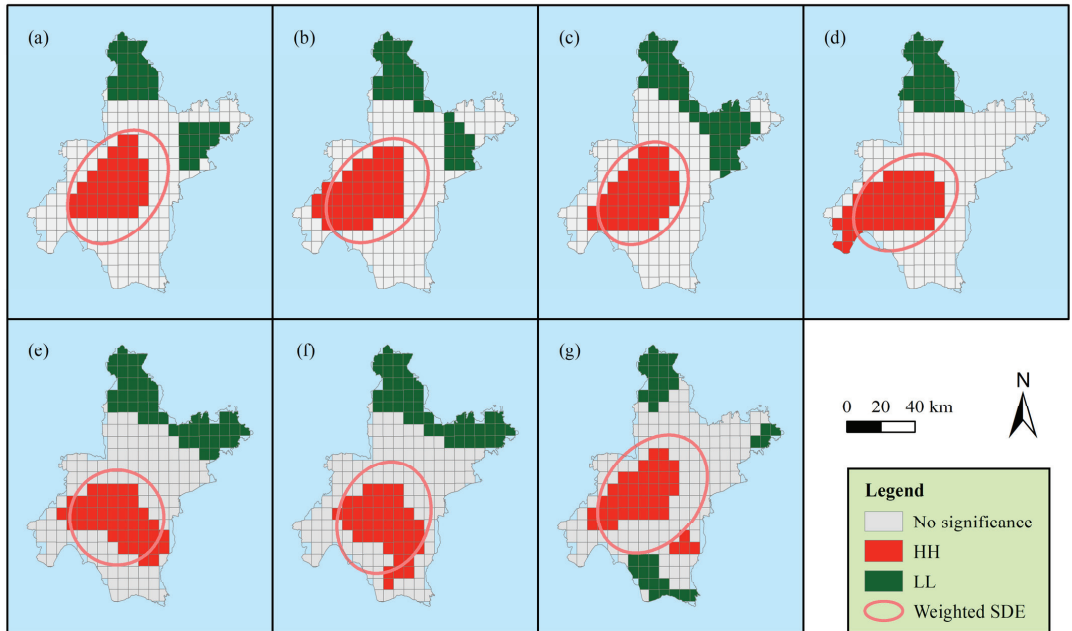 (a)
(b)
(c)
(d)
(e)
(f)
(g)
N
0 20 40 km
Legend
No significance
HH
LL
Weighted SDE